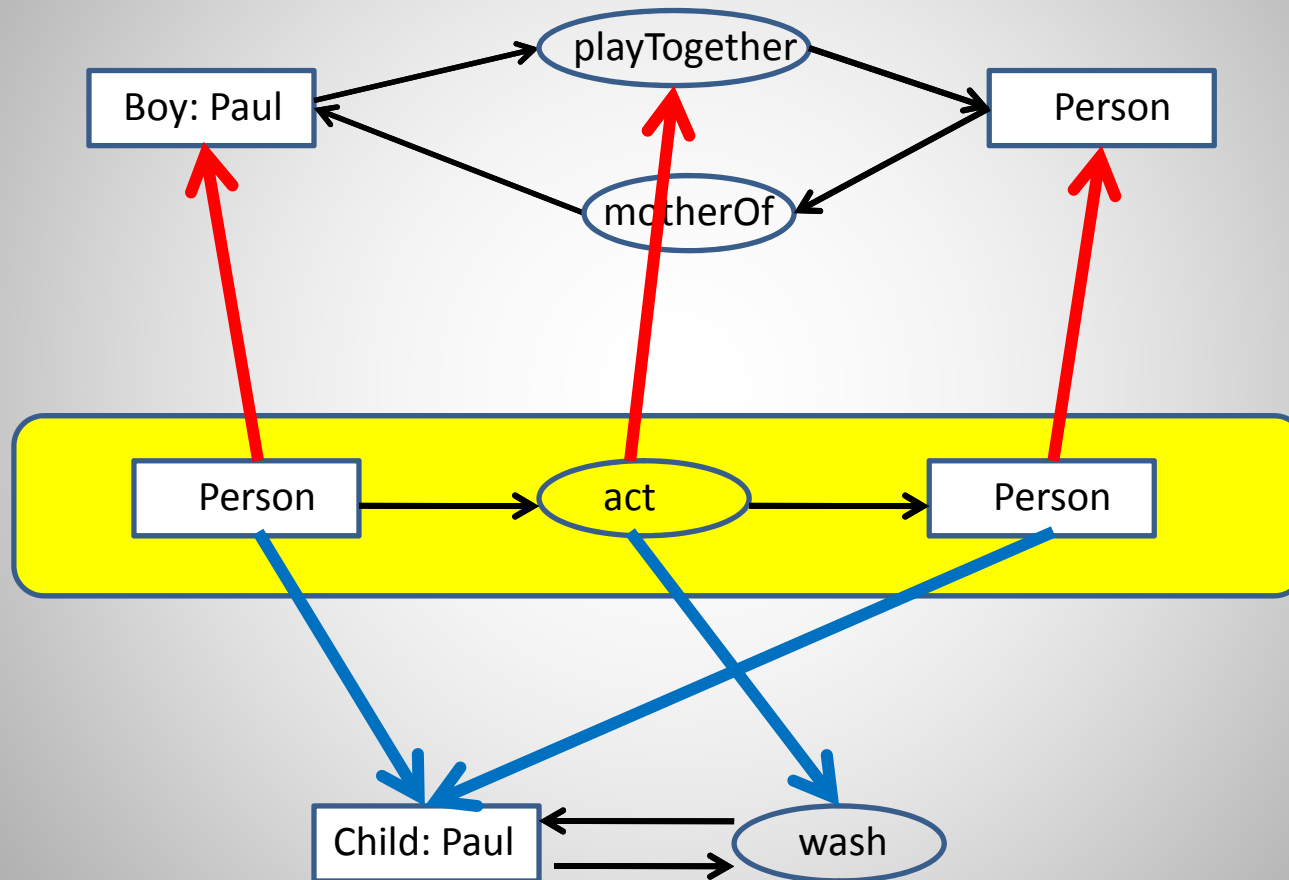 playTogether
Boy: Paul
Person
motherOf
Person
act
Person
Child: Paul
wash